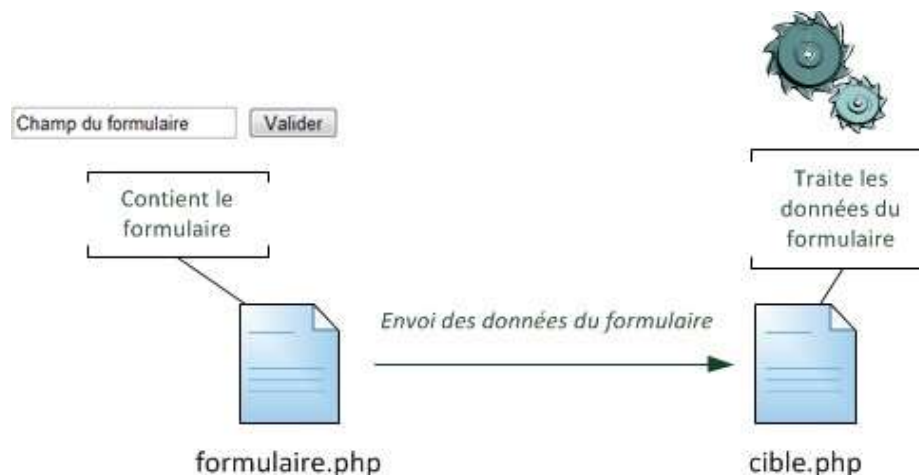 Champ du formulaire
Valider
Contient le
formulaire
Traite les
données du
formulaire
Envoi des données du formulaire
formulaire.php
cible.php